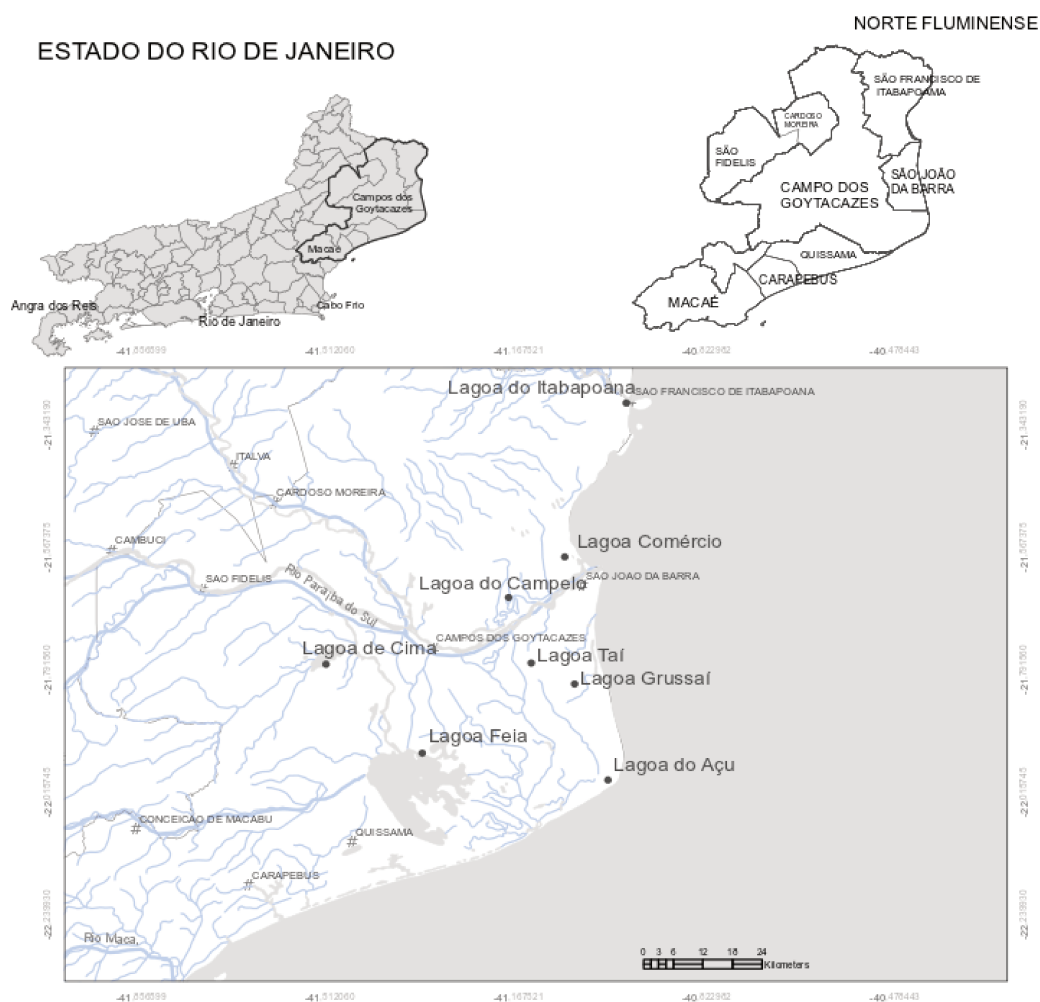 NORTE FLUMINENSE
ESTADO DO RIO DE JANEIRO
SÃO FRANCISCO DE
ITABAPOAMA
CARDOSO
MOREIRA
SÃO
FIDELIS
SÃO JOÃO
DA BARRA
CAMPO DOS
GOYTACAZES
QUISSAMA
CARAPEBUS
MACAÉ
Campos dos
Goytacazes
Macaé
Angra dos Reis
Cabo Frio
Rio de Janeiro
-41.856599
-41.512060
-41.167521
-40.822982
-40.478443
Lagoa do Itabapoana
SAO FRANCISCO DE ITABAPOANA
-21.343190
-21.343190
SAO JOSE DE UBA
ITALVA
CARDOSO MOREIRA
CAMBUCI
Lagoa Comércio
-21.567375
-21.567375
SAO FIDELIS
Rio Paraíba do Sul
Lagoa do Campelo
SAO JOAO DA BARRA
CAMPOS DOS GOYTACAZES
Lagoa de Cima
Lagoa Taí
Lagoa Grussaí
-21.791560
-21.791560
Lagoa Feia
Lagoa do Açu
-22.015745
-22.015745
CONCEICAO DE MACABU
QUISSAMA
CARAPEBUS
-22.239930
-22.239930
Rio Maca,
0 3 6 12 18 24
Kilometers
-41.856599
-41.512060
-41.167521
-40.822982
-40.478443